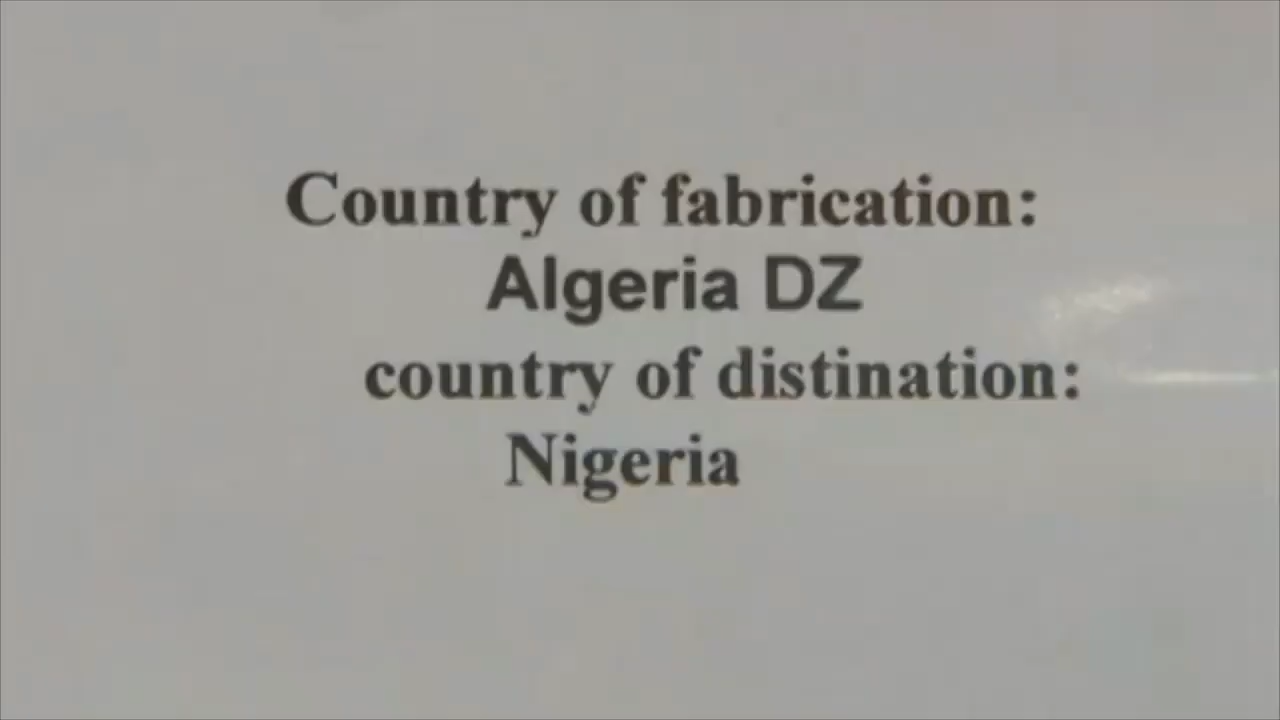 Country of fabrication:
Algeria DZ
country of distination:
Nigeria